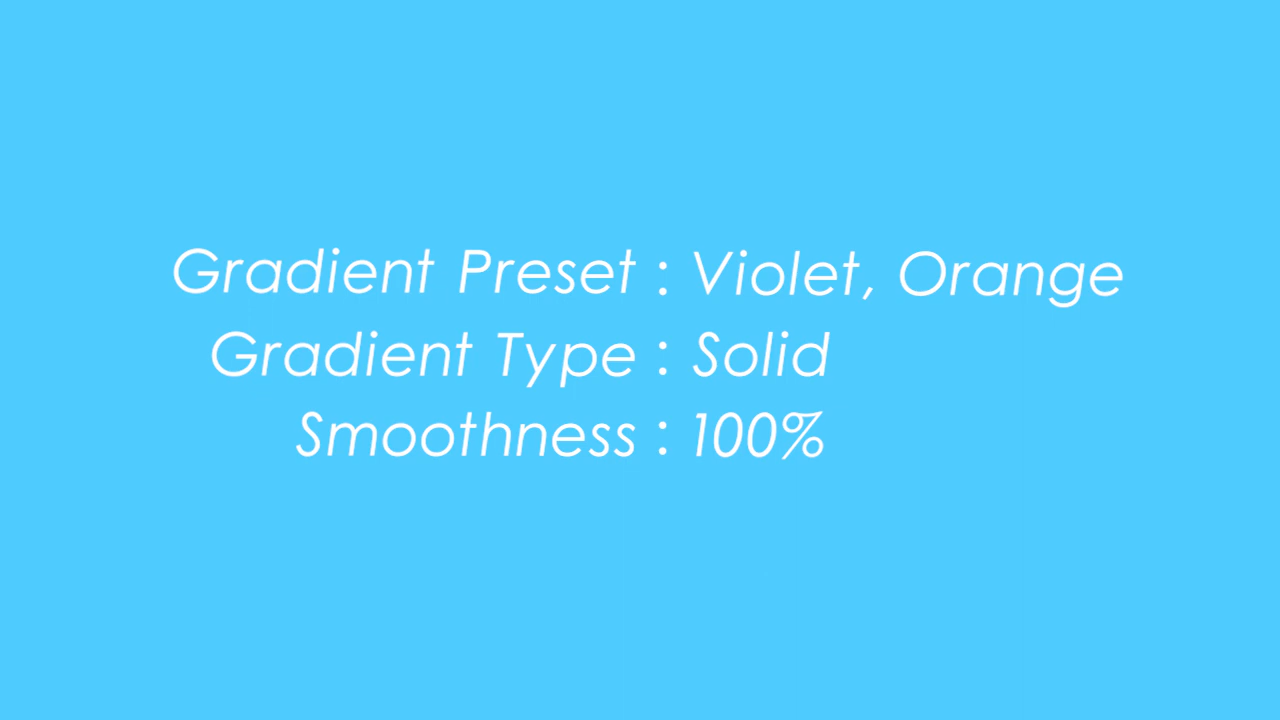 Gradient Preset : Violet, Orange
Gradient Type : Solid
Smoothness : 100%